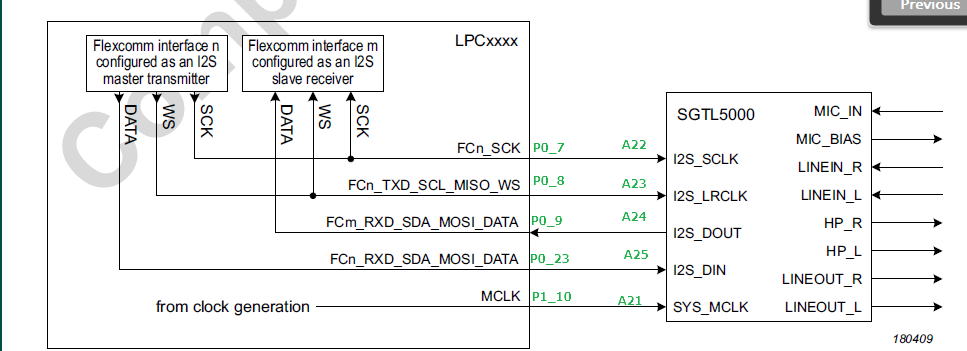 Previous
Flexcomm interface n
configured as an I2S
master transmitter
Flexcomm interface m
configured as an I2S
slave receiver
LPCxxxx
DATA
WS
SCK
DATA
WS
SCK
SGTL5000
MIC_IN
MIC_BIAS
LINEIN_R
LINEIN_L
HP_R
HP_L
LINEOUT_R
LINEOUT_L
FCn_SCK P0_7 A22 I2S_SCLK
FCn_TXD_SCL_MISO_WS P0_8 A23 I2S_LRCLK
FCm_RXD_SDA_MOSI_DATA P0_9 A24 I2S_DOUT
FCn_RXD_SDA_MOSI_DATA P0_23 A25 I2S_DIN
from clock generation MCLK P1_10 A21 SYS_MCLK
180409